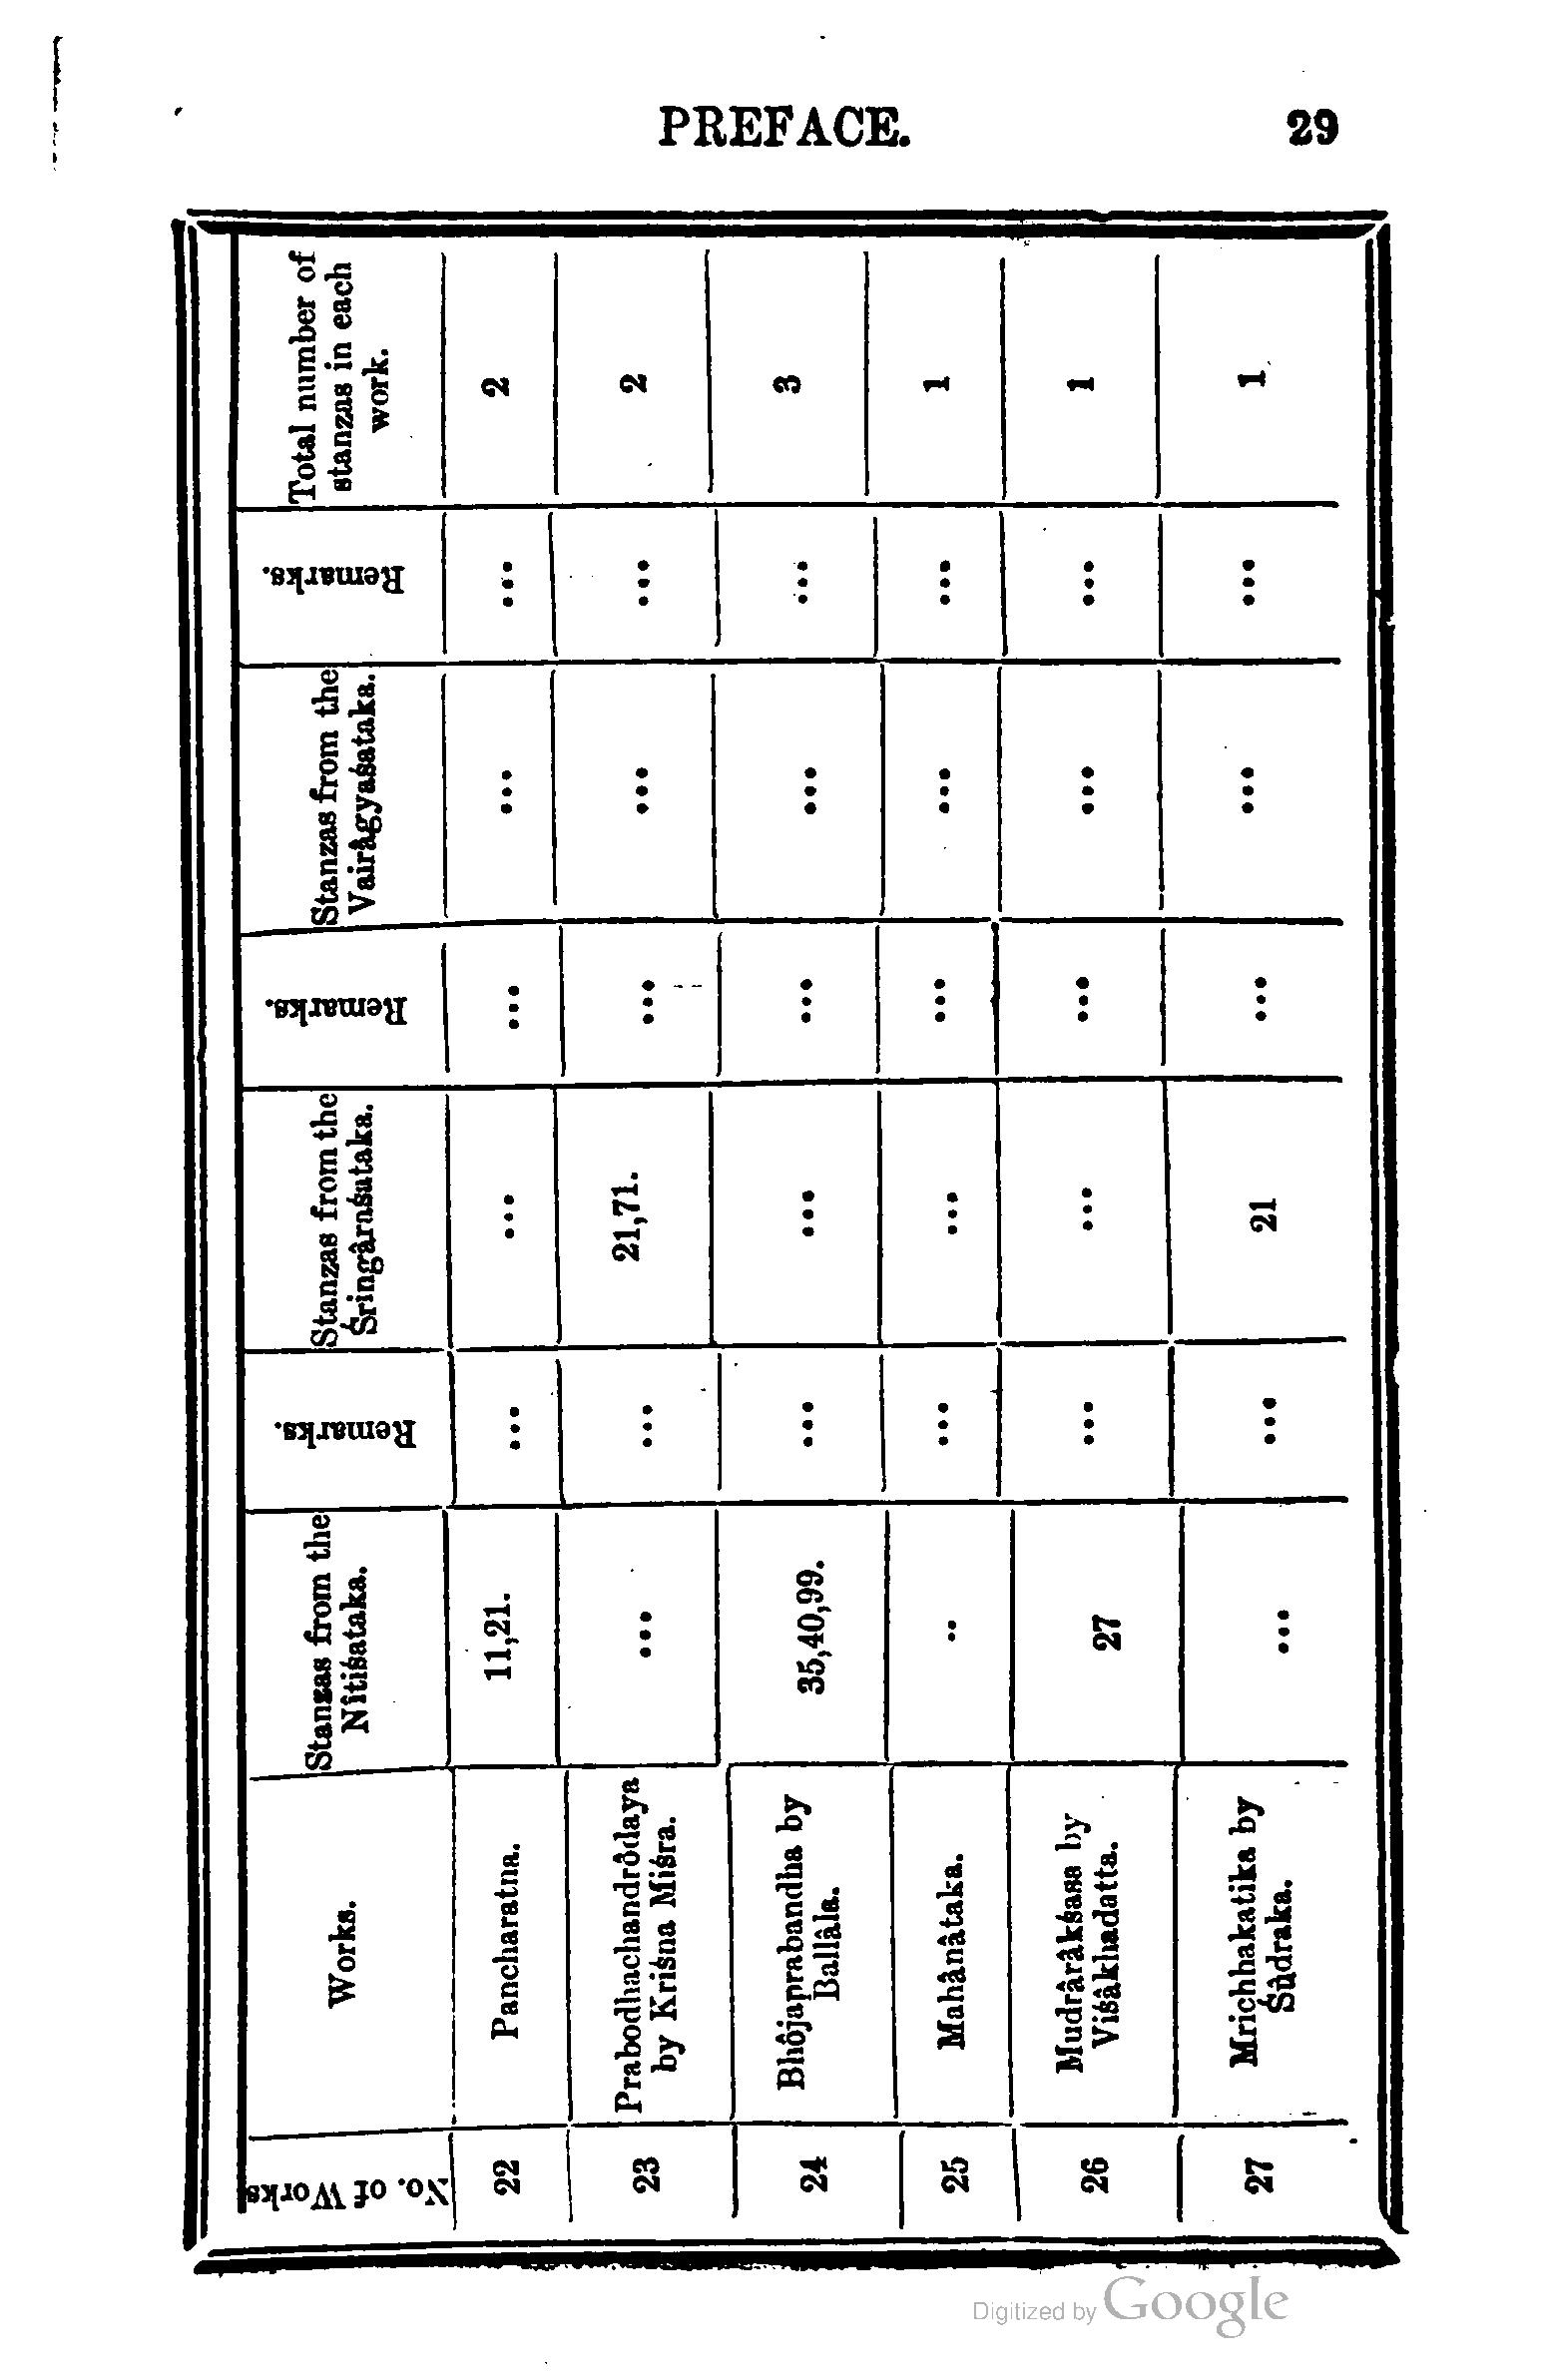 PREFACE.
29
No. of Works
Works.
Stanzas from the
Nîtiśataka.
Remarks.
Stanzas from the
Śringâraśataka.
Remarks.
Stanzas from the
Vairâgyaśataka.
Remarks.
Total number of
stanzas in each
work.
22
Pancharatna.
11,21.
...
...
...
...
...
2
23
Prabodhachandrôdaya
by Kriśna Miśra.
...
...
21,71.
...
...
...
2
24
Bhôjaprabandha by
Ballâla.
35,40,99.
...
...
...
...
...
3
25
Mahânâtaka.
..
...
...
...
...
...
1
26
Mudrârâkśasa by
Viśâkhadatta.
27
...
...
...
...
...
1
27
Mrichhakatika by
Śûdraka.
...
...
21
...
...
...
1
Digitized by Google